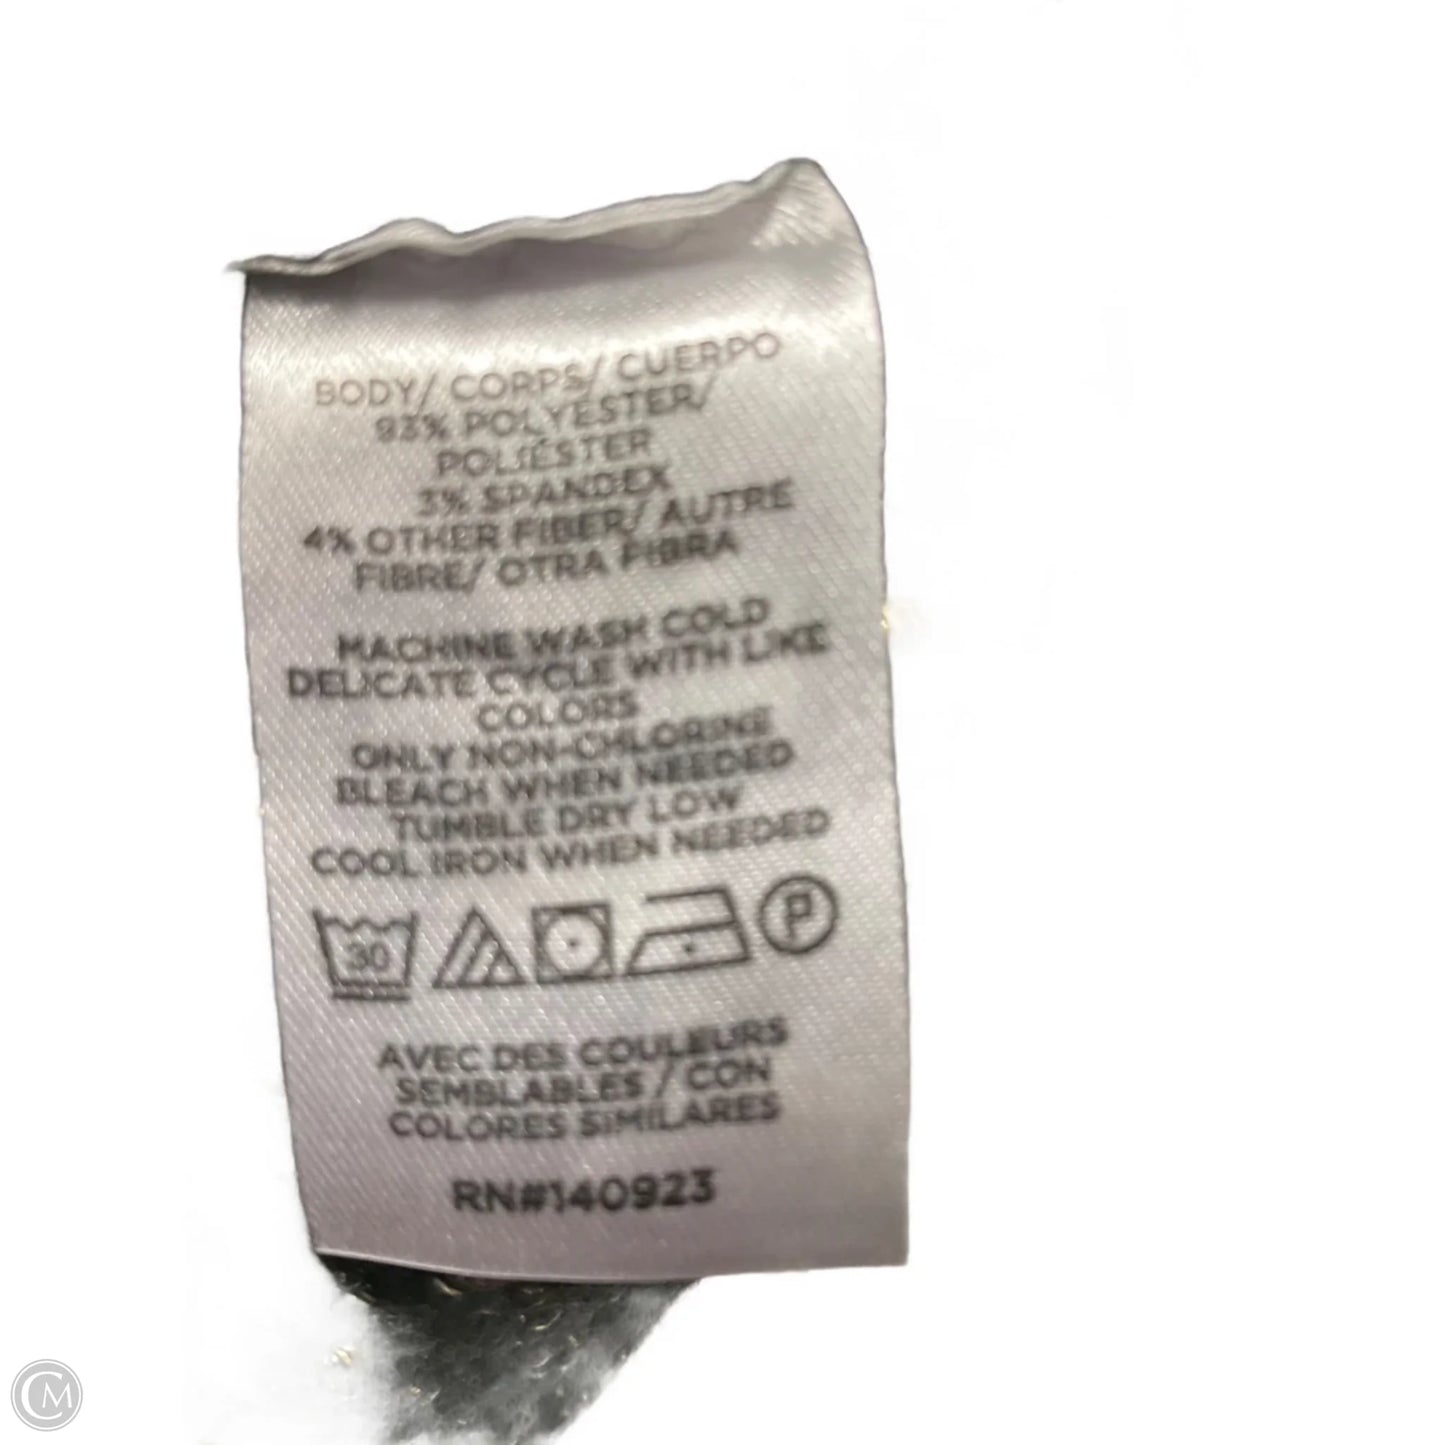 BODY/ CORPS/ CUERPO
93% POLYESTER/
POLIÉSTER
3% SPANDEX
4% OTHER FIBER/ AUTRE
FIBRE/ OTRA FIBRA
MACHINE WASH COLD
DELICATE CYCLE WITH LIKE
COLORS
ONLY NON-CHLORINE
BLEACH WHEN NEEDED
TUMBLE DRY LOW
COOL IRON WHEN NEEDED
30 P
AVEC DES COULEURS
SEMBLABLES / CON
COLORES SIMILARES
RN#140923
CM